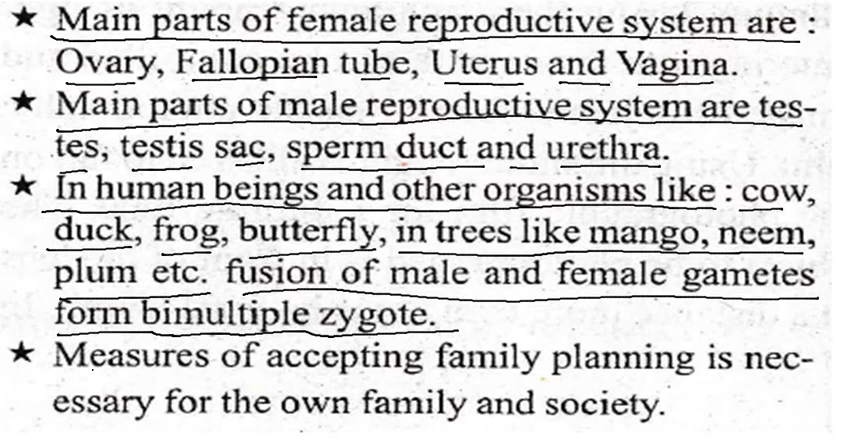 ★ Main parts of female reproductive system are :
Ovary, Fallopian tube, Uterus and Vagina.
★ Main parts of male reproductive system are tes-
tes, testis sac, sperm duct and urethra.
★ In human beings and other organisms like : cow,
duck, frog, butterfly, in trees like mango, neem,
plum etc. fusion of male and female gametes
form bimultiple zygote.
★ Measures of accepting family planning is nec-
essary for the own family and society.